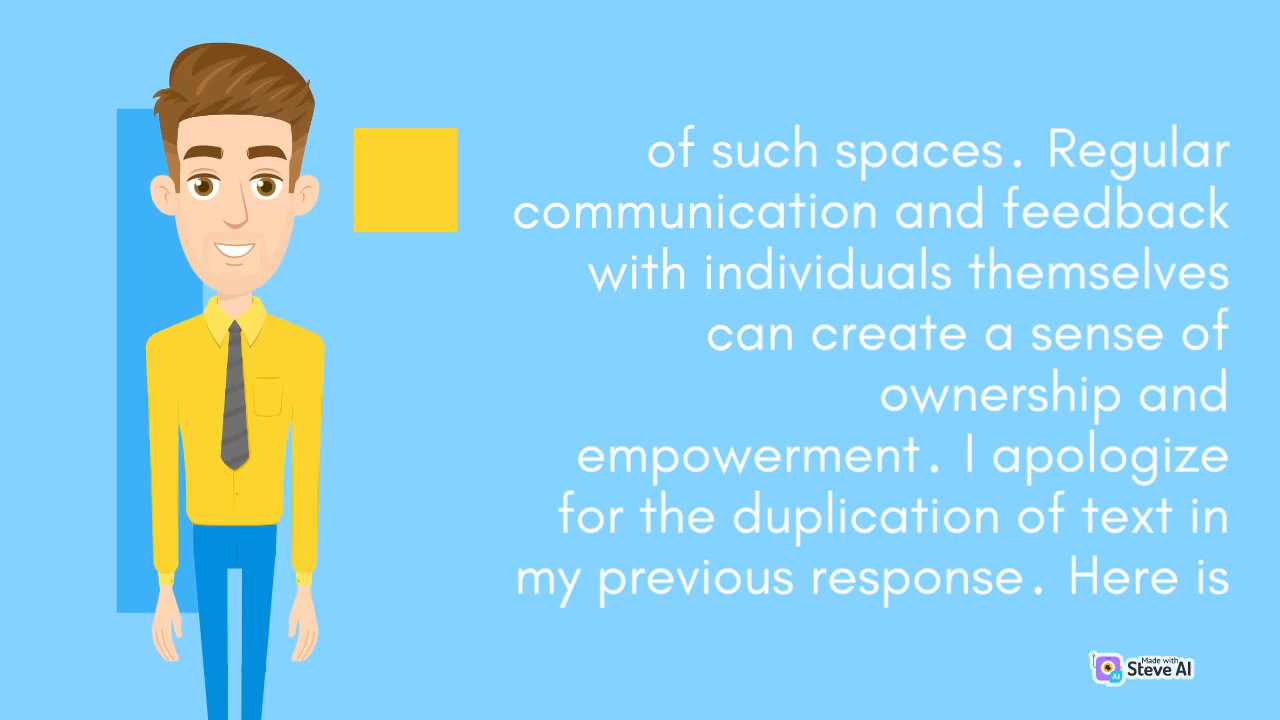 of such spaces. Regular
communication and feedback
with individuals themselves
can create a sense of
ownership and
empowerment. I apologize
for the duplication of text in
my previous response. Here is
Made with
Steve AI
AI